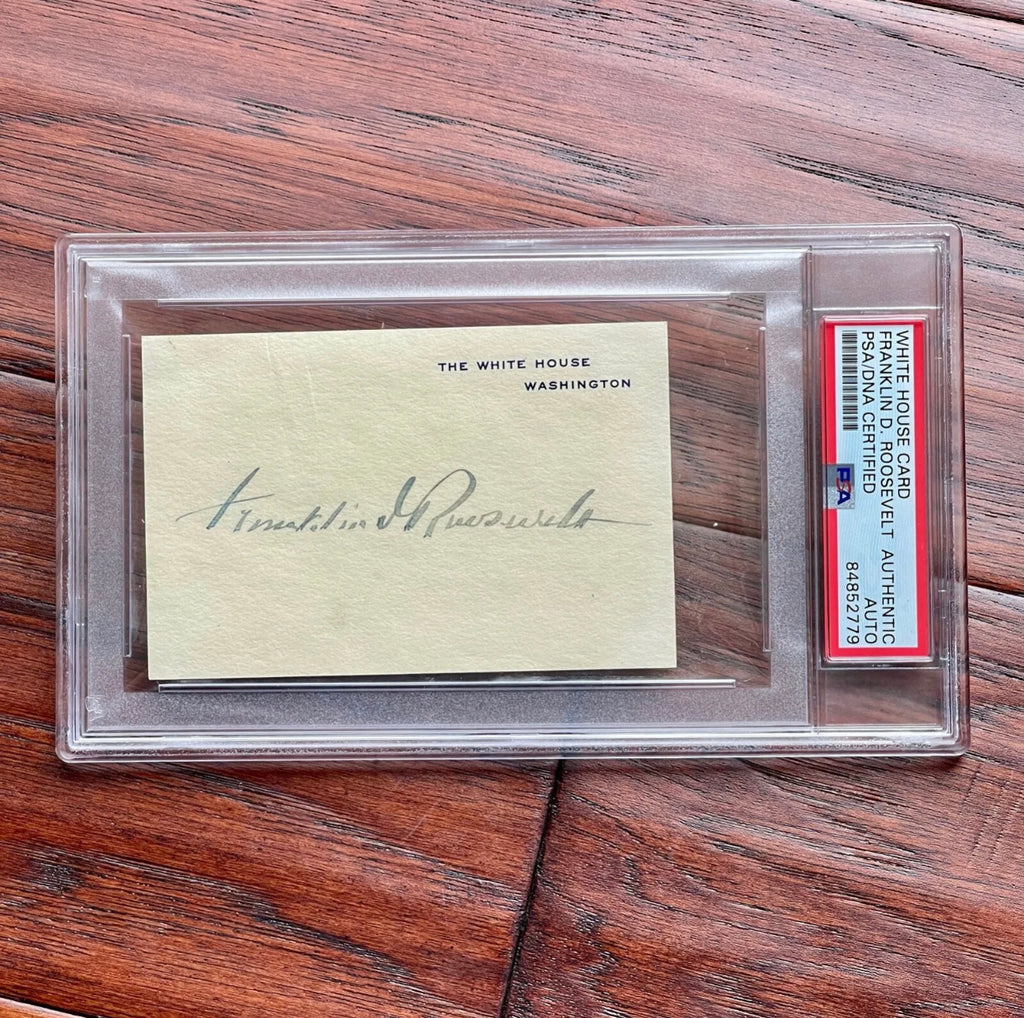 THE WHITE HOUSE
WASHINGTON
Franklin D Roosevelt
WHITE HOUSE CARD
FRANKLIN D. ROOSEVELT AUTHENTIC
AUTO
PSA/DNA CERTIFIED
84852779
PSA